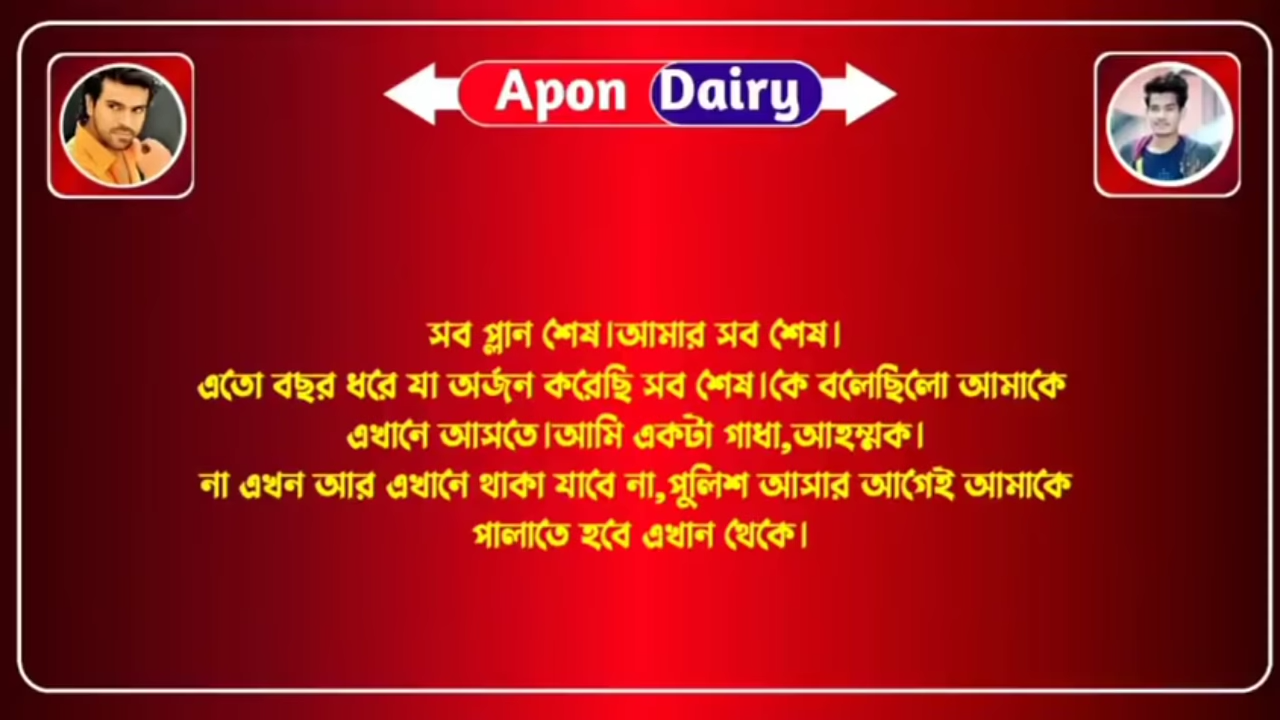 Apon Dairy
সব প্লান শেষ।আমার সব শেষ।
এতো বছর ধরে যা অর্জন করেছি সব শেষ।কে বলেছিলো আমাকে
এখানে আসতে।আমি একটা গাধা,আহম্মক।
না এখন আর এখানে থাকা যাবে না,পুলিশ আসার আগেই আমাকে
পালাতে হবে এখান থেকে।